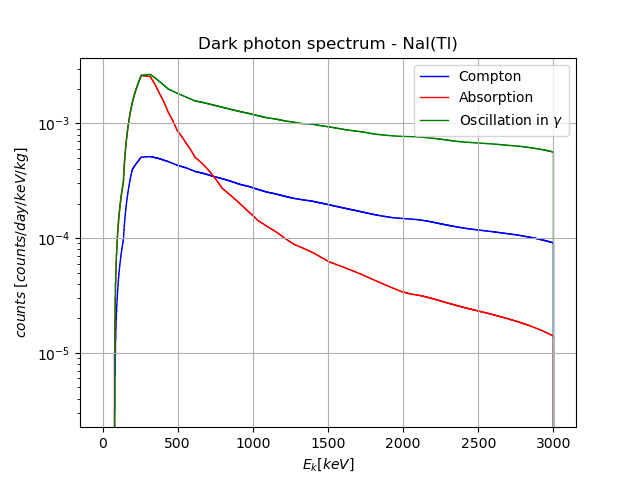 Dark photon spectrum - NaI(Tl)
Compton
Absorption
Oscillation in γ
10⁻³
10⁻⁴
10⁻⁵
counts [counts/day/keV/kg]
0 500 1000 1500 2000 2500 3000
E_k[keV]